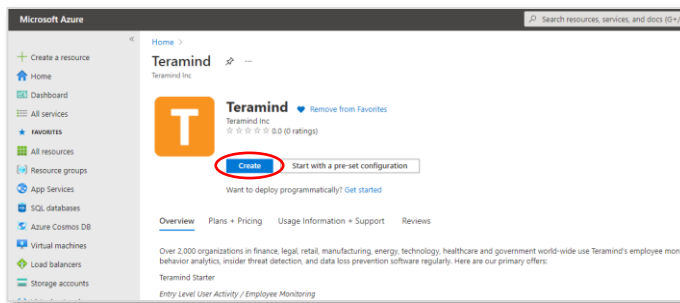 Microsoft Azure
Search resources, services, and docs (G+/
«
Home >
Create a resource
Home
Dashboard
All services
FAVORITES
All resources
Resource groups
App Services
SQL databases
Azure Cosmos DB
Virtual machines
Load balancers
Storage accounts
Teramind
...
Teramind Inc
T
Teramind
Remove from Favorites
Teramind Inc
0.0 (0 ratings)
Create
Start with a pre-set configuration
Want to deploy programmatically? Get started
Overview Plans + Pricing Usage Information + Support Reviews
Over 2,000 organizations in finance, legal, retail, manufacturing, energy, technology, healthcare and government world-wide use Teramind's employee mon
behavior analytics, insider threat detection, and data loss prevention software regularly. Here are our primary offers:
Teramind Starter
Entry Level User Activity / Employee Monitoring